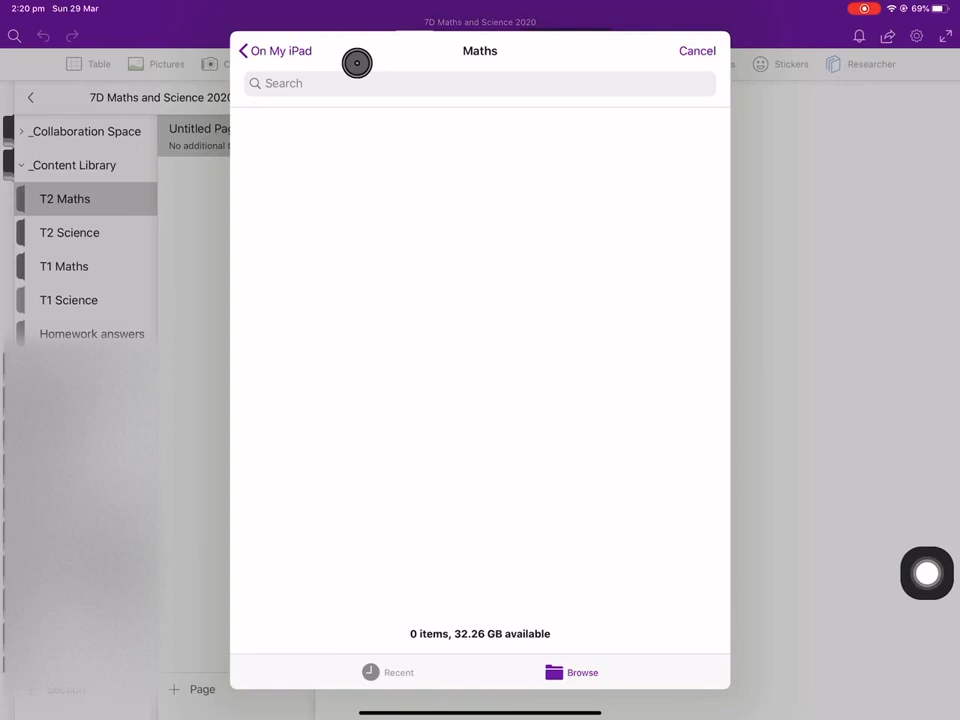 2:20 pm Sun 29 Mar
69%
7D Maths and Science 2020
Table
Pictures
Stickers
Researcher
On My iPad
Maths
Cancel
Search
7D Maths and Science 2020
_Collaboration Space
_Content Library
T2 Maths
T2 Science
T1 Maths
T1 Science
Homework answers
Section
Untitled Pag
No additional t
Page
0 items, 32.26 GB available
Recent
Browse